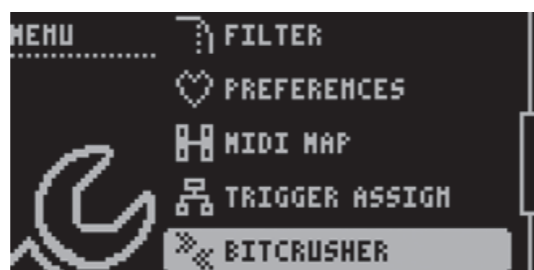 MENU
FILTER
PREFERENCES
MIDI MAP
TRIGGER ASSIGN
BITCRUSHER